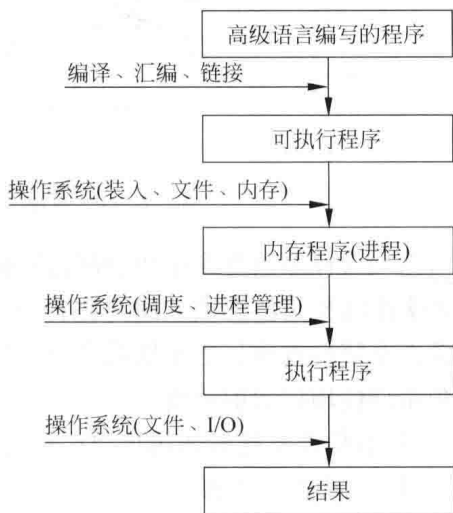 高级语言编写的程序
编译、汇编、链接
可执行程序
操作系统(装入、文件、内存)
内存程序(进程)
操作系统(调度、进程管理)
执行程序
操作系统(文件、I/O)
结果